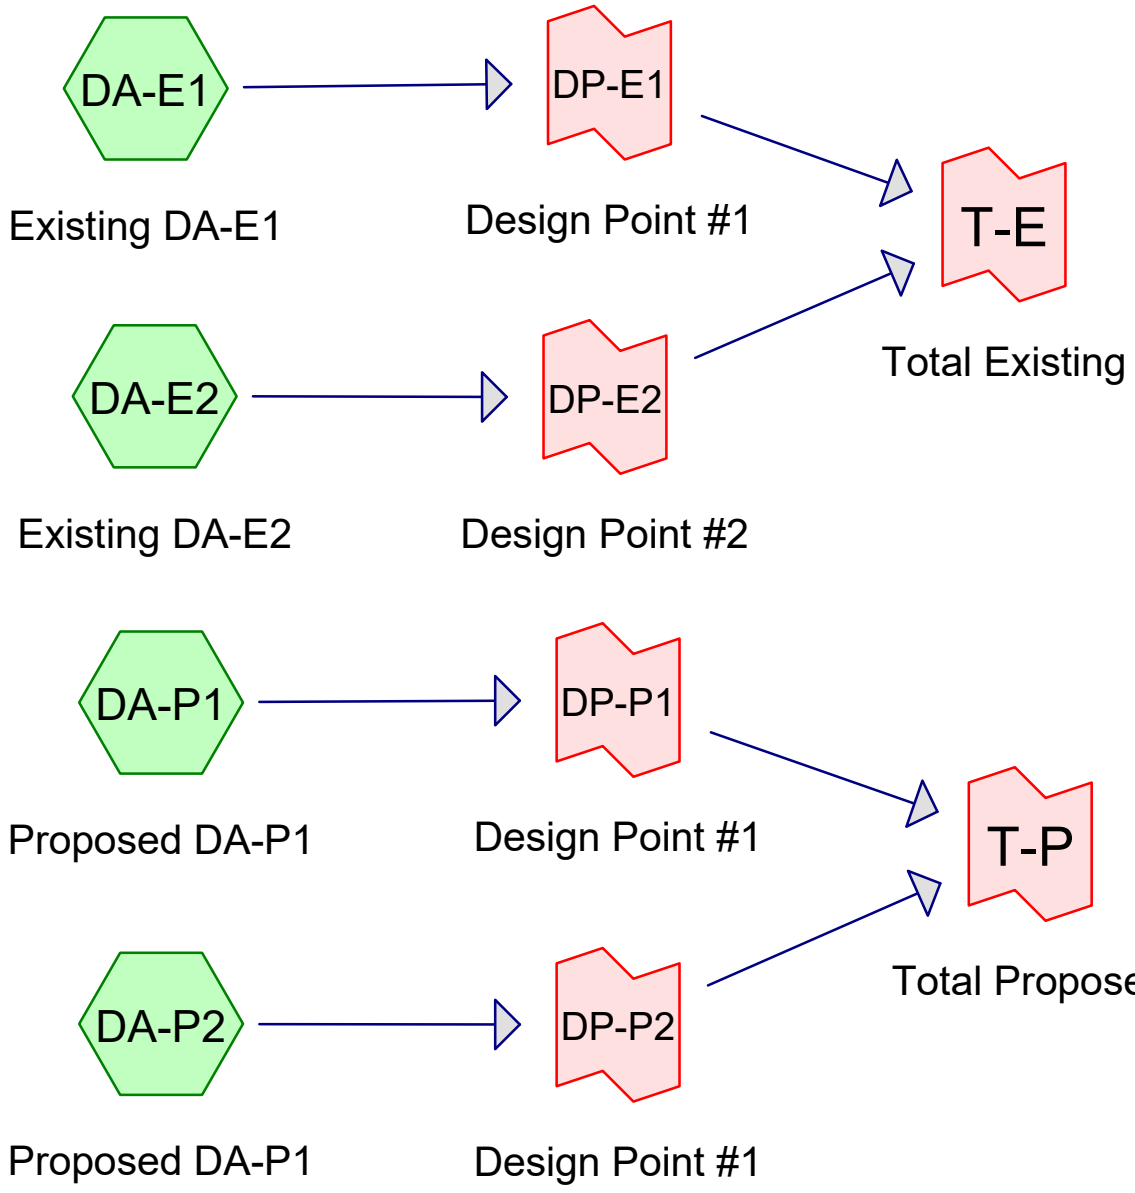 DA-E1
DP-E1
Existing DA-E1
Design Point #1
T-E
Total Existing
DA-E2
DP-E2
Existing DA-E2
Design Point #2
DA-P1
DP-P1
Proposed DA-P1
Design Point #1
T-P
Total Propose
DA-P2
DP-P2
Proposed DA-P1
Design Point #1